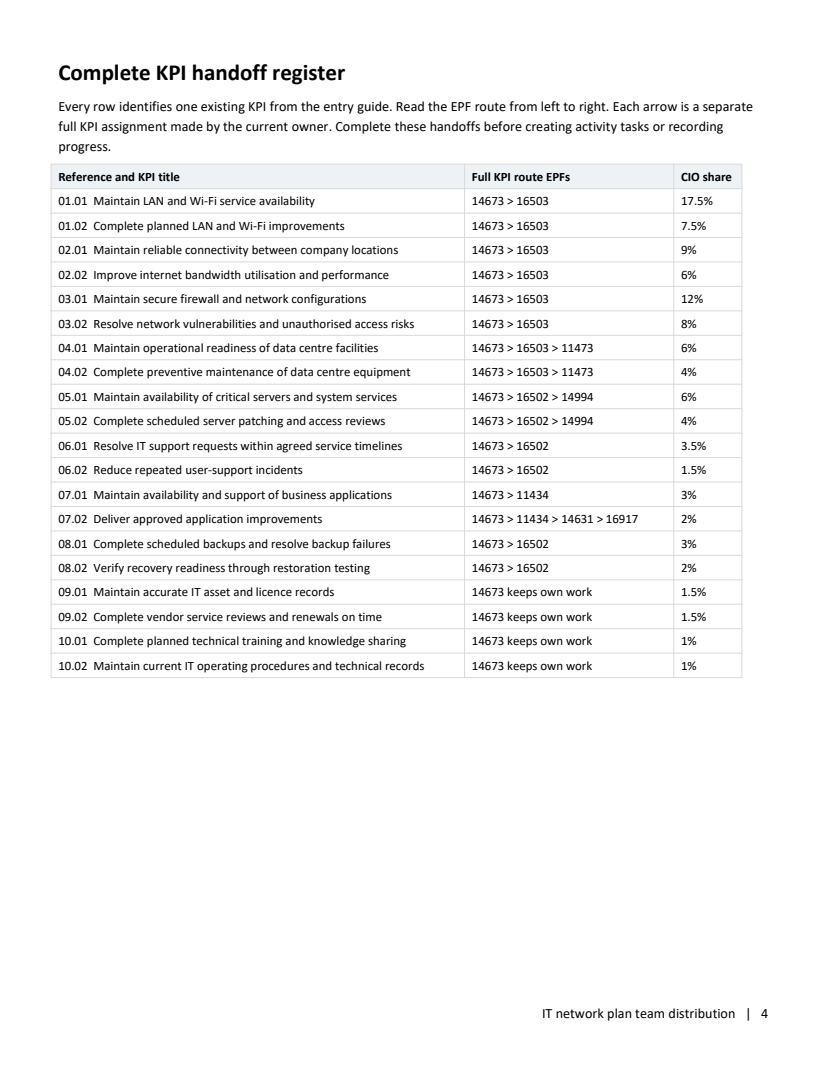 Complete KPI handoff register
Every row identifies one existing KPI from the entry guide. Read the EPF route from left to right. Each arrow is a separate
full KPI assignment made by the current owner. Complete these handoffs before creating activity tasks or recording
progress.
Reference and KPI title Full KPI route EPFs CIO share
01.01 Maintain LAN and Wi-Fi service availability 14673 > 16503 17.5%
01.02 Complete planned LAN and Wi-Fi improvements 14673 > 16503 7.5%
02.01 Maintain reliable connectivity between company locations 14673 > 16503 9%
02.02 Improve internet bandwidth utilisation and performance 14673 > 16503 6%
03.01 Maintain secure firewall and network configurations 14673 > 16503 12%
03.02 Resolve network vulnerabilities and unauthorised access risks 14673 > 16503 8%
04.01 Maintain operational readiness of data centre facilities 14673 > 16503 > 11473 6%
04.02 Complete preventive maintenance of data centre equipment 14673 > 16503 > 11473 4%
05.01 Maintain availability of critical servers and system services 14673 > 16502 > 14994 6%
05.02 Complete scheduled server patching and access reviews 14673 > 16502 > 14994 4%
06.01 Resolve IT support requests within agreed service timelines 14673 > 16502 3.5%
06.02 Reduce repeated user-support incidents 14673 > 16502 1.5%
07.01 Maintain availability and support of business applications 14673 > 11434 3%
07.02 Deliver approved application improvements 14673 > 11434 > 14631 > 16917 2%
08.01 Complete scheduled backups and resolve backup failures 14673 > 16502 3%
08.02 Verify recovery readiness through restoration testing 14673 > 16502 2%
09.01 Maintain accurate IT asset and licence records 14673 keeps own work 1.5%
09.02 Complete vendor service reviews and renewals on time 14673 keeps own work 1.5%
10.01 Complete planned technical training and knowledge sharing 14673 keeps own work 1%
10.02 Maintain current IT operating procedures and technical records 14673 keeps own work 1%
IT network plan team distribution | 4